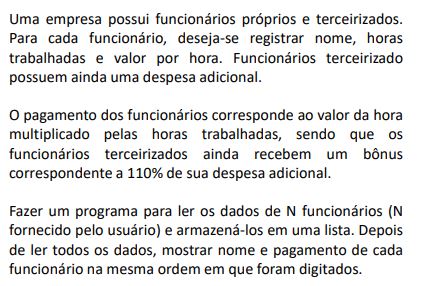 Uma empresa possui funcionários próprios e terceirizados.
Para cada funcionário, deseja-se registrar nome, horas
trabalhadas e valor por hora. Funcionários terceirizado
possuem ainda uma despesa adicional.
O pagamento dos funcionários corresponde ao valor da hora
multiplicado pelas horas trabalhadas, sendo que os
funcionários terceirizados ainda recebem um bônus
correspondente a 110% de sua despesa adicional.
Fazer um programa para ler os dados de N funcionários (N
fornecido pelo usuário) e armazená-los em uma lista. Depois
de ler todos os dados, mostrar nome e pagamento de cada
funcionário na mesma ordem em que foram digitados.